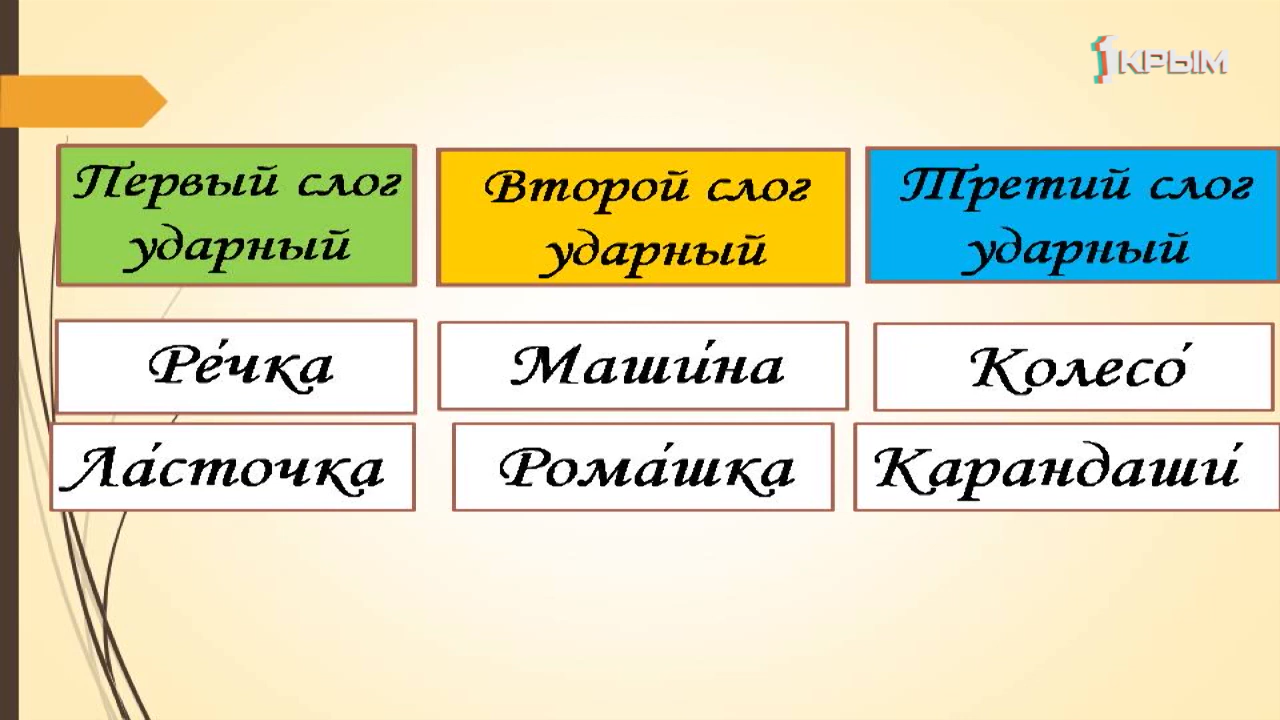 1 КРЫМ
Первый слог
ударный
Второй слог
ударный
Третий слог
ударный
Ре́чка
Маши́на
Колесо́
Ла́сточка
Рома́шка
Карандаши́